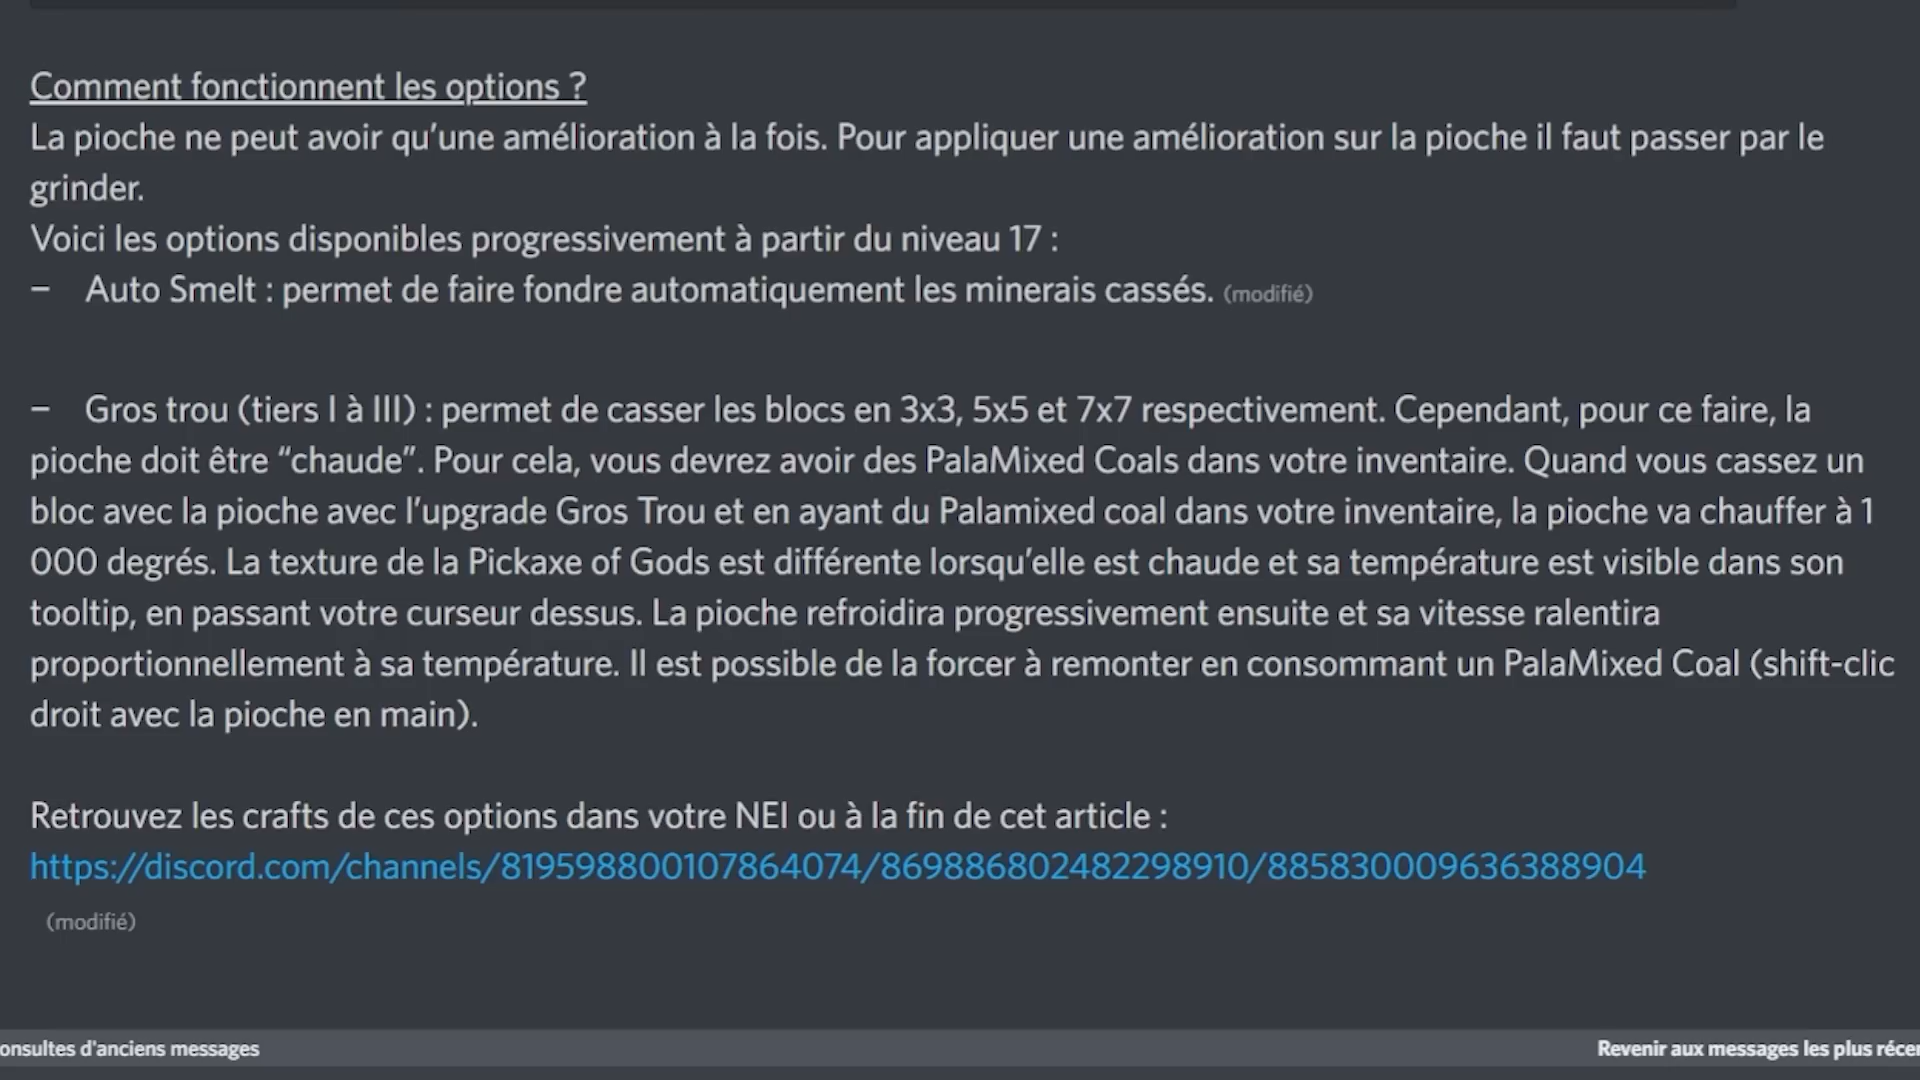 Comment fonctionnent les options ?
La pioche ne peut avoir qu’une amélioration à la fois. Pour appliquer une amélioration sur la pioche il faut passer par le
grinder.
Voici les options disponibles progressivement à partir du niveau 17 :
–    Auto Smelt : permet de faire fondre automatiquement les minerais cassés. (modifié)
–    Gros trou (tiers I à III) : permet de casser les blocs en 3x3, 5x5 et 7x7 respectivement. Cependant, pour ce faire, la
pioche doit être “chaude”. Pour cela, vous devrez avoir des PalaMixed Coals dans votre inventaire. Quand vous cassez un
bloc avec la pioche avec l’upgrade Gros Trou et en ayant du Palamixed coal dans votre inventaire, la pioche va chauffer à 1
000 degrés. La texture de la Pickaxe of Gods est différente lorsqu’elle est chaude et sa température est visible dans son
tooltip, en passant votre curseur dessus. La pioche refroidira progressivement ensuite et sa vitesse ralentira
proportionnellement à sa température. Il est possible de la forcer à remonter en consommant un PalaMixed Coal (shift-clic
droit avec la pioche en main).
Retrouvez les crafts de ces options dans votre NEI ou à la fin de cet article :
https://discord.com/channels/819598800107864074/869886802482298910/885830009636388904
(modifié)
onsultes d'anciens messages
Revenir aux messages les plus récen